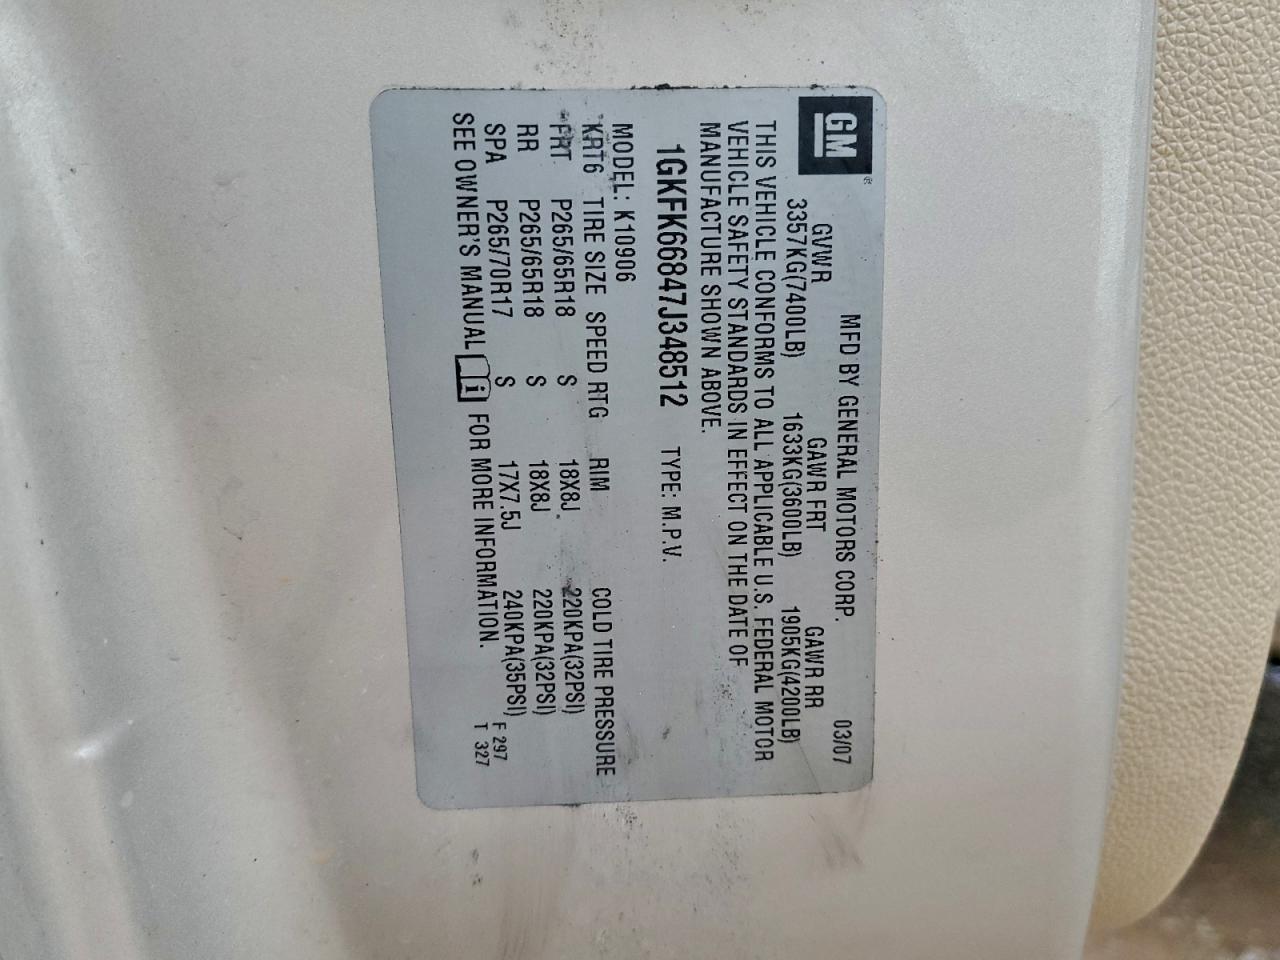 GM
MFD BY GENERAL MOTORS CORP. 03/07
GVWR GAWR FRT GAWR RR
3357KG(7400LB) 1633KG(3600LB) 1905KG(4200LB)
THIS VEHICLE CONFORMS TO ALL APPLICABLE U.S. FEDERAL MOTOR
VEHICLE SAFETY STANDARDS IN EFFECT ON THE DATE OF
MANUFACTURE SHOWN ABOVE.
1GKFK66847J348512 TYPE: M.P.V.
MODEL: K10906
KRT6 TIRE SIZE SPEED RTG RIM COLD TIRE PRESSURE
FRT P265/65R18 S 18X8J 220KPA(32PSI)
RR P265/65R18 S 18X8J 220KPA(32PSI)
SPA P265/70R17 S 17X7.5J 240KPA(35PSI)
SEE OWNER'S MANUAL i FOR MORE INFORMATION.
F 297
T 327